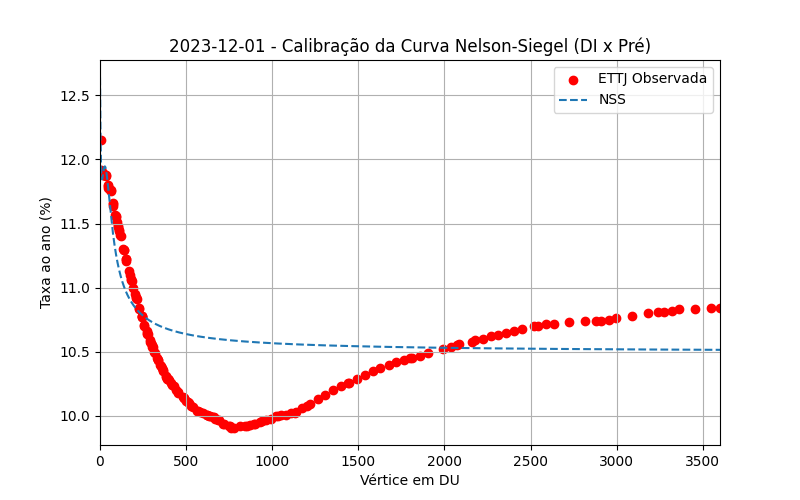 2023-12-01 - Calibração da Curva Nelson-Siegel (DI x Pré)
ETTJ Observada
NSS
12.5
12.0
11.5
11.0
10.5
10.0
Taxa ao ano (%)
0 500 1000 1500 2000 2500 3000 3500
Vértice em DU